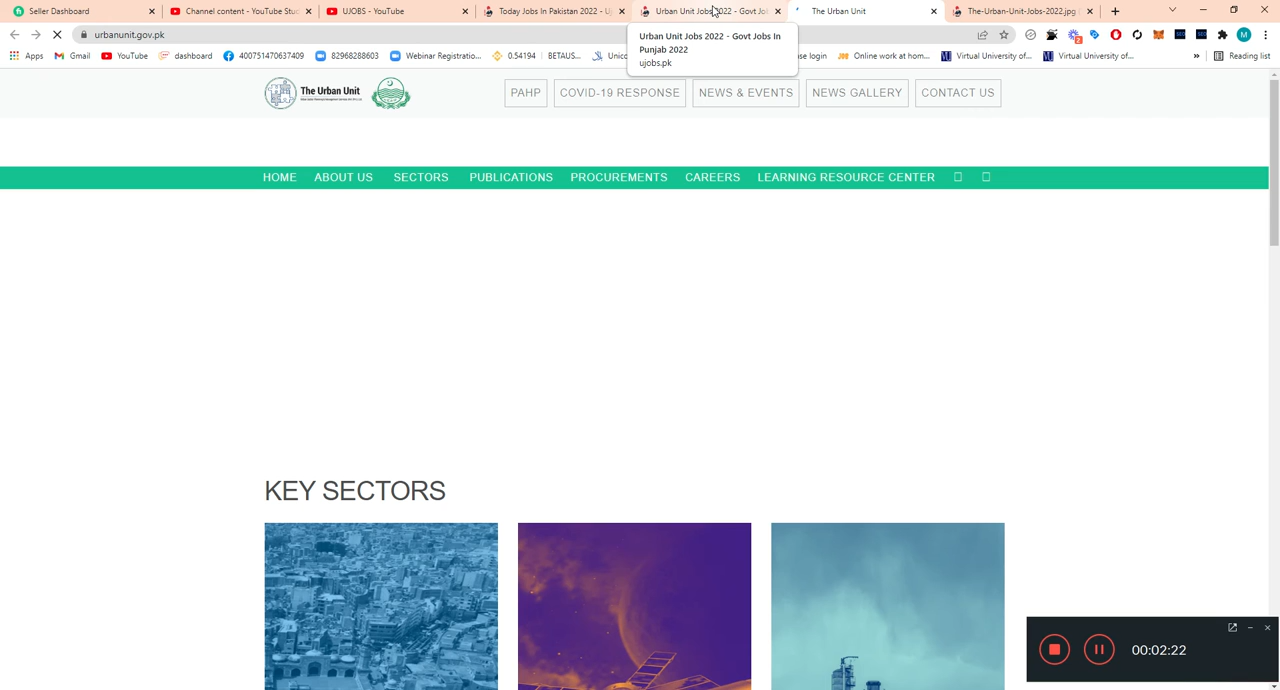 Seller Dashboard
Channel content - YouTube Stu
UJOBS - YouTube
Today Jobs In Pakistan 2022 - U
Urban Unit Jobs 2022 - Govt Jo
The Urban Unit
The-Urban-Unit-Jobs-2022.jpg
urbanunit.gov.pk
Urban Unit Jobs 2022 - Govt Jobs In
Punjab 2022
ujobs.pk
Apps
Gmail
YouTube
dashboard
400751470637409
82968288603
Webinar Registratio...
0.54194 | BETAUS...
Unico
se login
Online work at hom...
Virtual University of...
Virtual University of...
»
Reading list
The Urban Unit
PAHP
COVID-19 RESPONSE
NEWS & EVENTS
NEWS GALLERY
CONTACT US
HOME
ABOUT US
SECTORS
PUBLICATIONS
PROCUREMENTS
CAREERS
LEARNING RESOURCE CENTER
KEY SECTORS
00:02:22